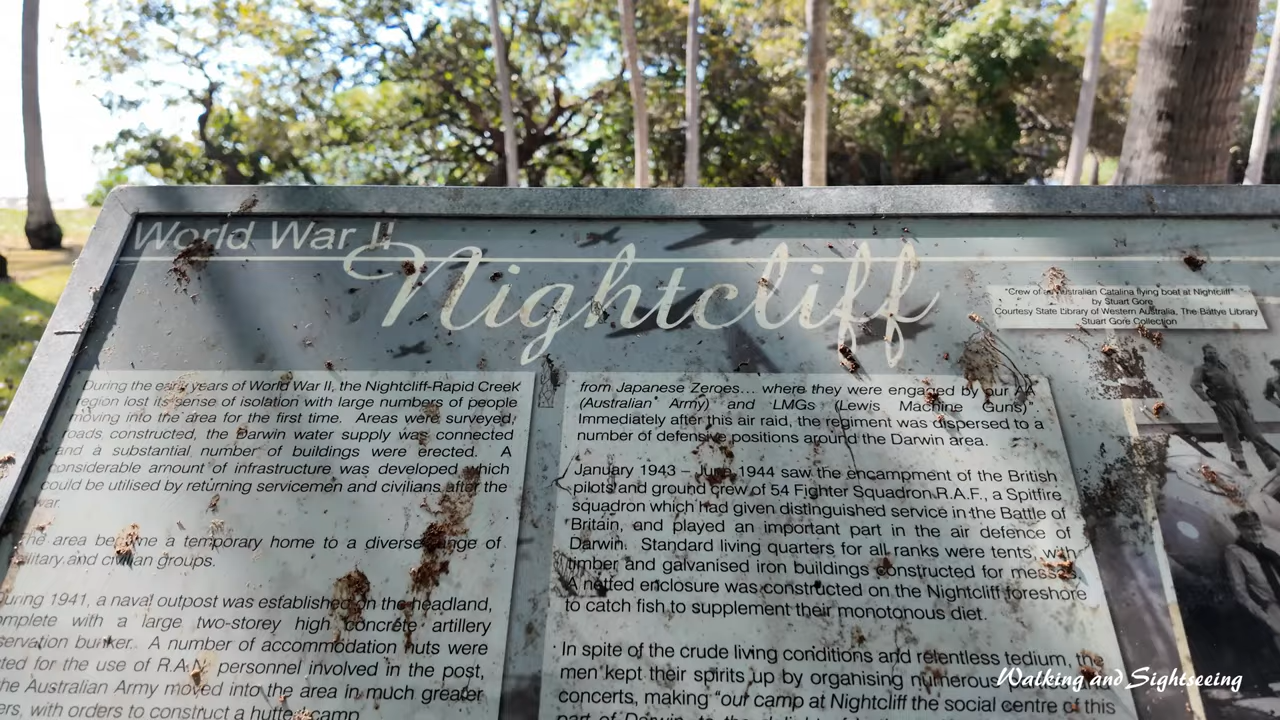 World War II
Nightcliff
"Crew of an Australian Catalina flying boat at Nightcliff"
by Stuart Gore
Courtesy State Library of Western Australia, The Battye Library
Stuart Gore Collection
During the early years of World War II, the Nightcliff-Rapid Creek
region lost its sense of isolation with large numbers of people
moving into the area for the first time. Areas were surveyed,
roads constructed, the Darwin water supply was connected
and a substantial number of buildings were erected. A
considerable amount of infrastructure was developed which
could be utilised by returning servicemen and civilians after the
war.
The area became a temporary home to a diverse range of
military and civilian groups.
During 1941, a naval outpost was established on the headland,
complete with a large two-storey high concrete artillery
servation bunker. A number of accommodation huts were
ted for the use of R.A.N. personnel involved in the post,
he Australian Army moved into the area in much greater
ers, with orders to construct a hutted camp
from Japanese Zeroes... where they were engaged by our AA
(Australian Army) and LMGs (Lewis Machine Guns)"
Immediately after this air raid, the regiment was dispersed to a
number of defensive positions around the Darwin area.
January 1943 – June 1944 saw the encampment of the British
pilots and ground crew of 54 Fighter Squadron R.A.F., a Spitfire
squadron which had given distinguished service in the Battle of
Britain, and played an important part in the air defence of
Darwin. Standard living quarters for all ranks were tents, with
timber and galvanised iron buildings constructed for messes.
A netted enclosure was constructed on the Nightcliff foreshore
to catch fish to supplement their monotonous diet.
In spite of the crude living conditions and relentless tedium, the
men kept their spirits up by organising numerous
concerts, making "our camp at Nightcliff the social centre of this
part of Darwin, to the
Walking and Sightseeing